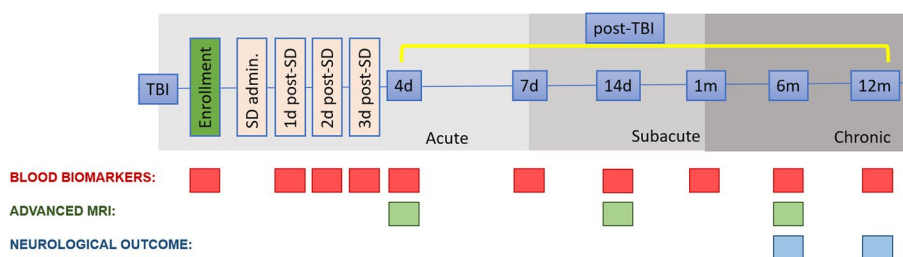 post-TBI
TBI
Enrollment
SD admin.
1d post-SD
2d post-SD
3d post-SD
4d
7d
14d
1m
6m
12m
Acute
Subacute
Chronic
BLOOD BIOMARKERS:
ADVANCED MRI:
NEUROLOGICAL OUTCOME: